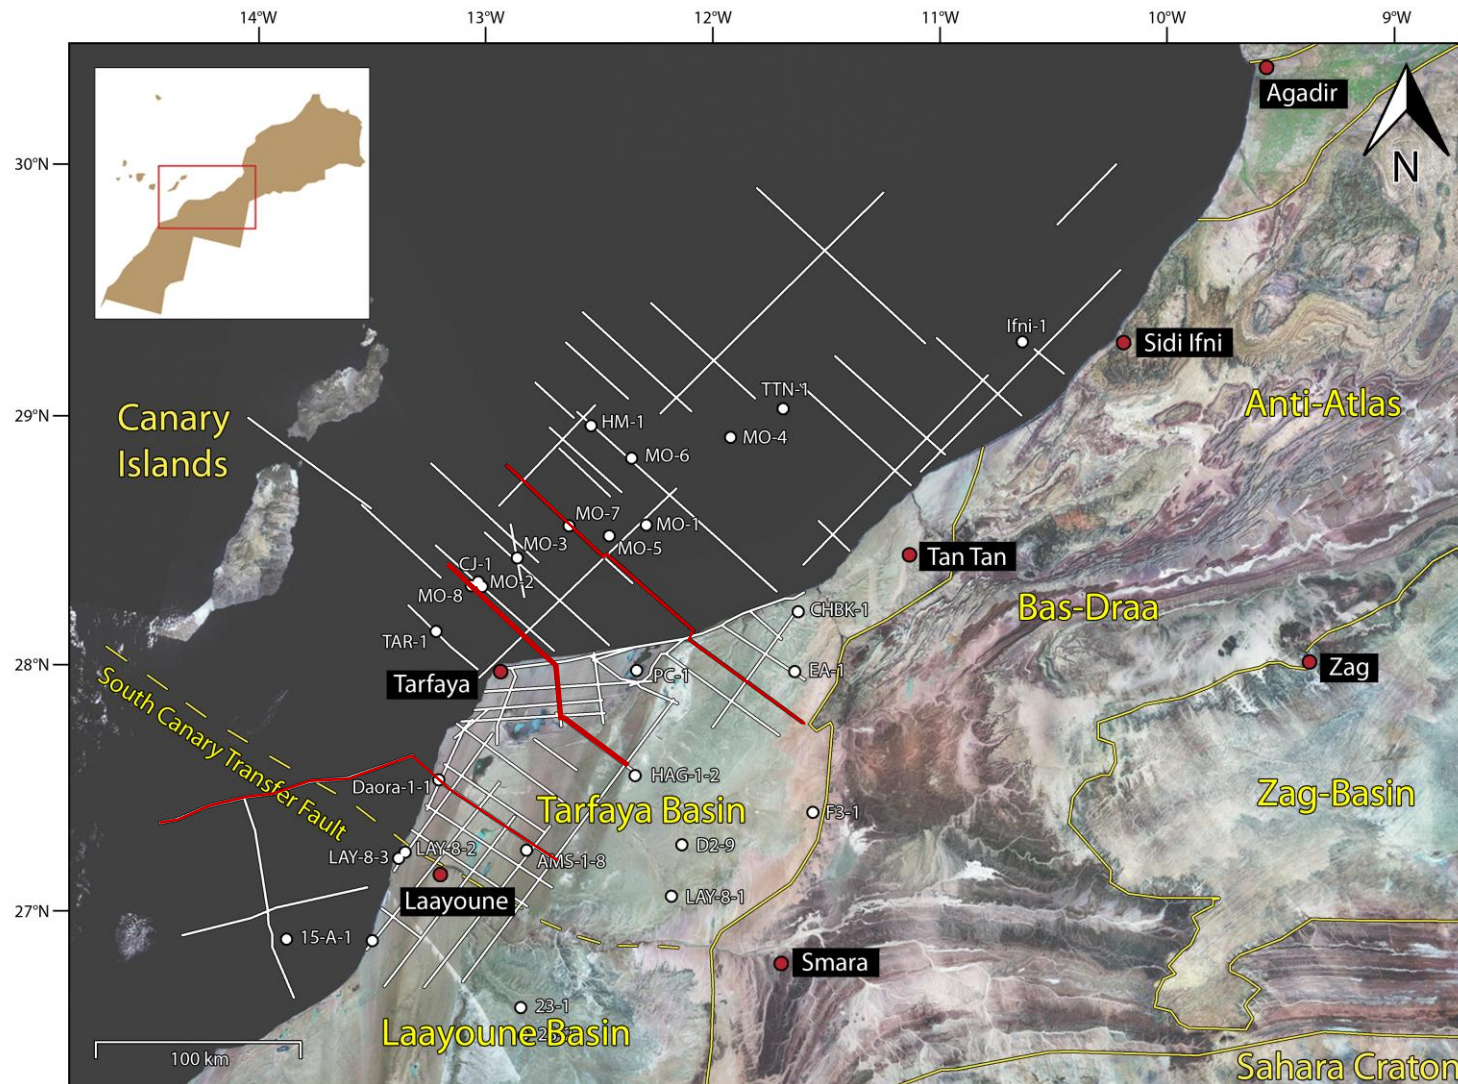 14°W
13°W
12°W
11°W
10°W
9°W
Agadir
N
30°N
Ifni-1
Sidi Ifni
29°N
Canary
Islands
TTN-1
Anti-Atlas
HM-1
MO-4
MO-6
MO-7
MO-1
MO-3
MO-5
Tan Tan
CJ-1
MO-2
MO-8
CHBK-1
Bas-Draa
TAR-1
28°N
Tarfaya
PC-1
EA-1
Zag
South Canary Transfer Fault
HAG-1-2
Daora-1-1
Tarfaya Basin
F3-1
Zag-Basin
LAY-8-2
LAY-8-3
D2-9
AMS-1-8
Laayoune
LAY-8-1
27°N
15-A-1
Smara
23-1
Laayoune Basin
100 km
Sahara Craton